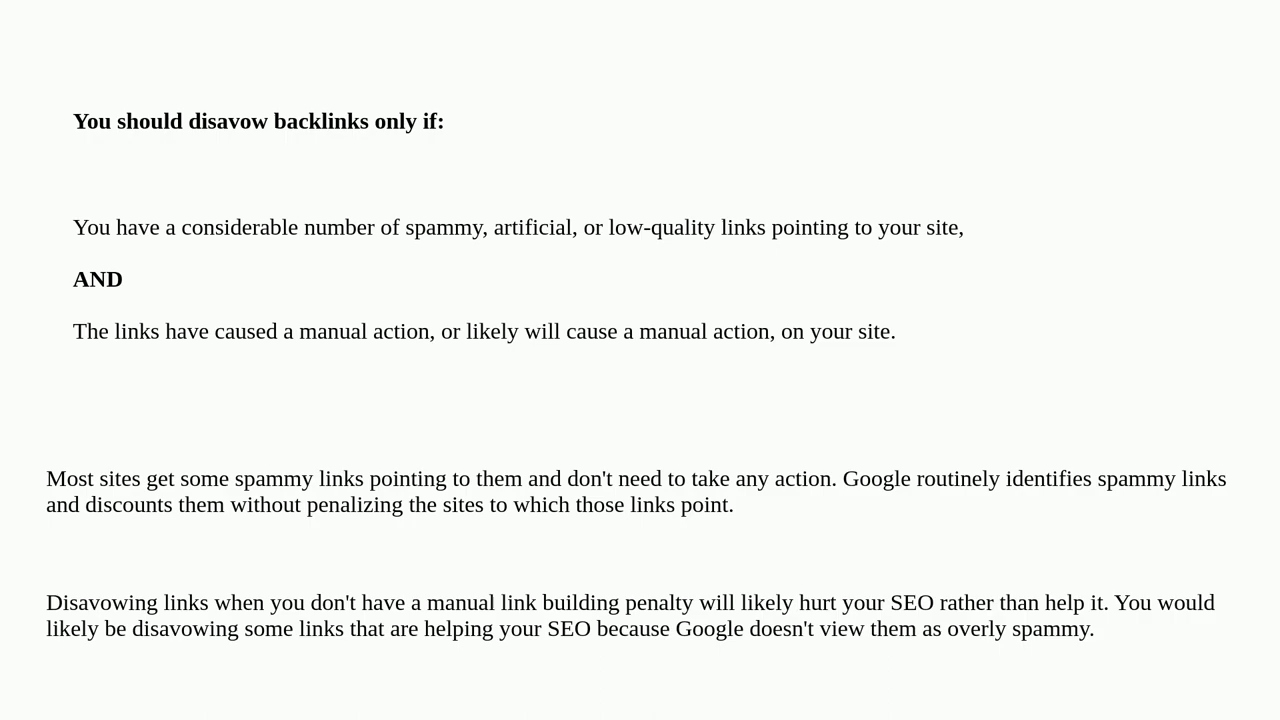 You should disavow backlinks only if:
You have a considerable number of spammy, artificial, or low-quality links pointing to your site,
AND
The links have caused a manual action, or likely will cause a manual action, on your site.
Most sites get some spammy links pointing to them and don't need to take any action. Google routinely identifies spammy links
and discounts them without penalizing the sites to which those links point.
Disavowing links when you don't have a manual link building penalty will likely hurt your SEO rather than help it. You would
likely be disavowing some links that are helping your SEO because Google doesn't view them as overly spammy.